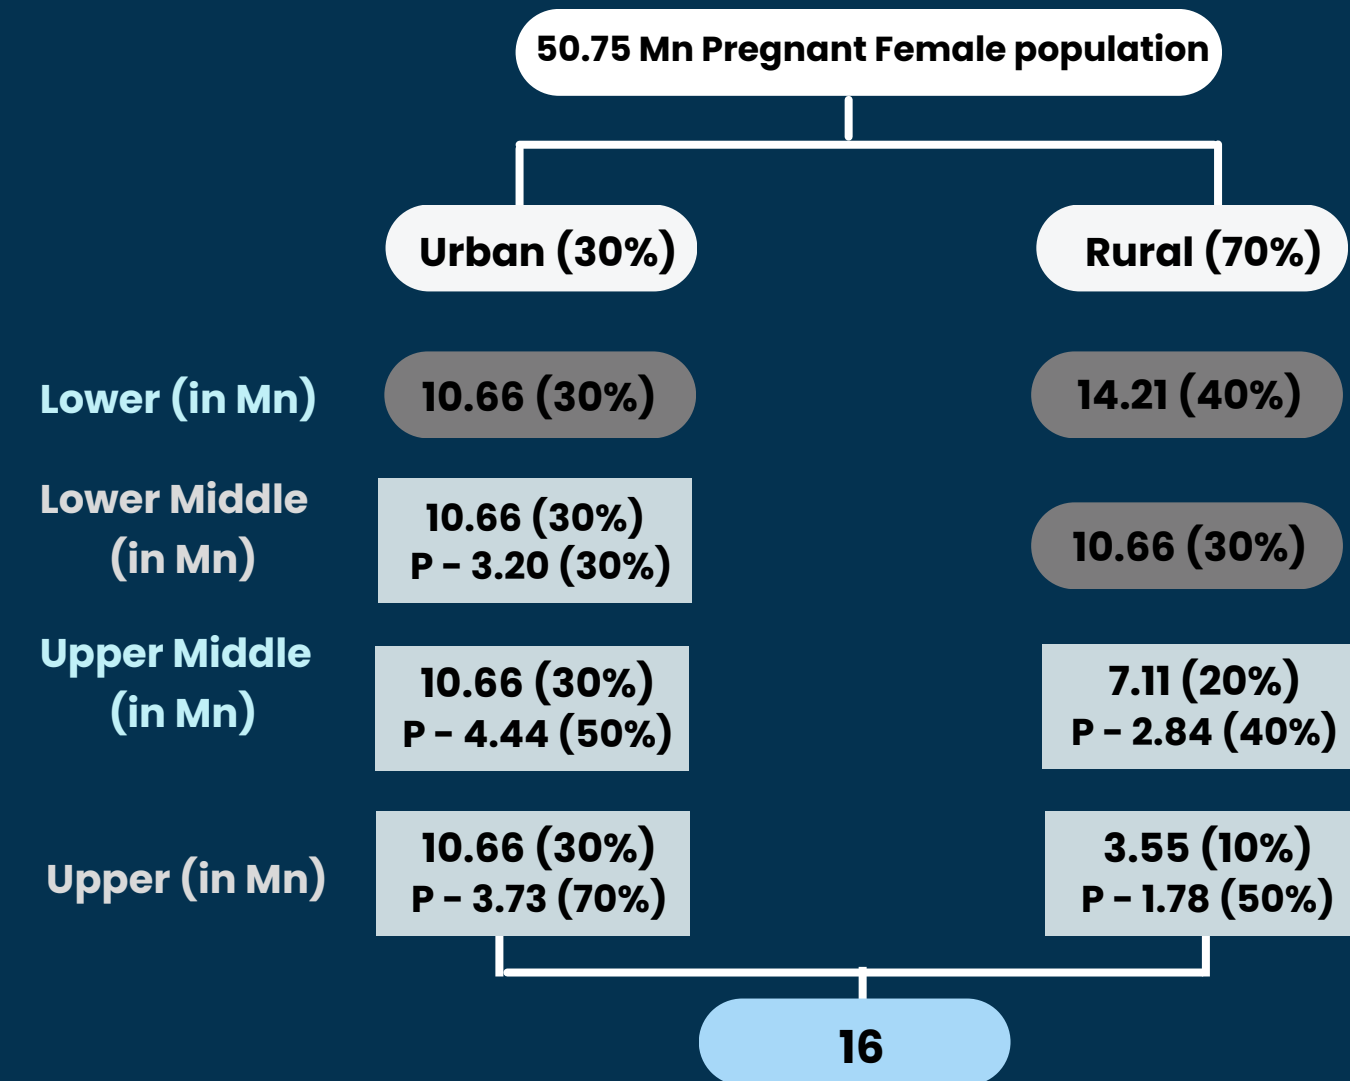 50.75 Mn Pregnant Female population
Urban (30%)
Rural (70%)
Lower (in Mn)
10.66 (30%)
14.21 (40%)
Lower Middle
(in Mn)
10.66 (30%)
P - 3.20 (30%)
10.66 (30%)
Upper Middle
(in Mn)
10.66 (30%)
P - 4.44 (50%)
7.11 (20%)
P - 2.84 (40%)
Upper (in Mn)
10.66 (30%)
P - 3.73 (70%)
3.55 (10%)
P - 1.78 (50%)
16